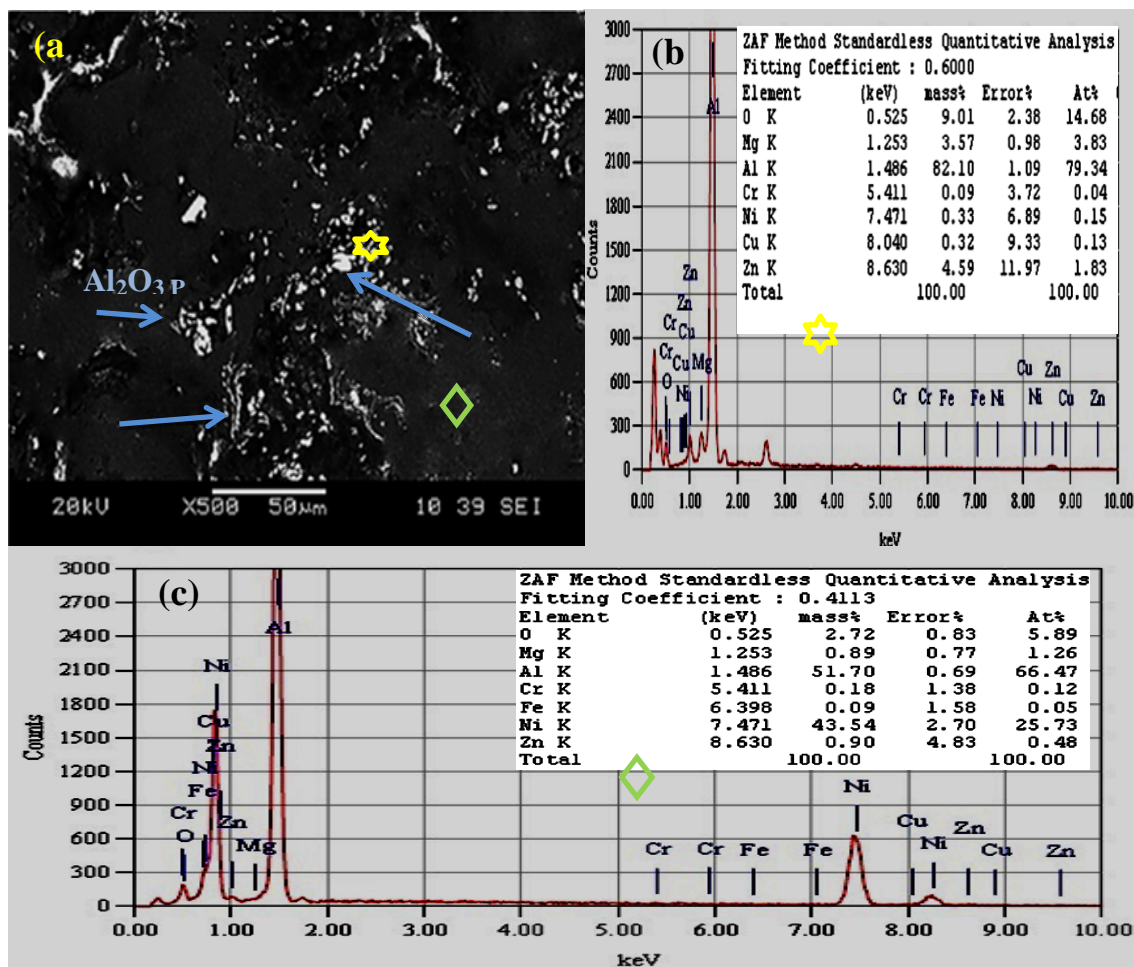 (a
Al₂O₃ P
20kV X500 50μm 10 39 SEI
(b)
ZAF Method Standardless Quantitative Analysis
Fitting Coefficient : 0.6000
Element (keV) mass% Error% At%
O K 0.525 9.01 2.38 14.68
Mg K 1.253 3.57 0.98 3.83
Al K 1.486 82.10 1.09 79.34
Cr K 5.411 0.09 3.72 0.04
Ni K 7.471 0.33 6.89 0.15
Cu K 8.040 0.32 9.33 0.13
Zn K 8.630 4.59 11.97 1.83
Total 100.00 100.00
3000
2700
2400
2100
1800
1500
1200
900
600
300
0
Counts
Al
Zn
Zn
Cr Cu
Cr Cu Mg
O Ni
Cu Zn
Cr Cr Fe Fe Ni Ni Cu Zn
0.00 1.00 2.00 3.00 4.00 5.00 6.00 7.00 8.00 9.00 10.0
keV
(c)
ZAF Method Standardless Quantitative Analysis
Fitting Coefficient : 0.4113
Element (keV) mass% Error% At%
O K 0.525 2.72 0.83 5.89
Mg K 1.253 0.89 0.77 1.26
Al K 1.486 51.70 0.69 66.47
Cr K 5.411 0.18 1.38 0.12
Fe K 6.398 0.09 1.58 0.05
Ni K 7.471 43.54 2.70 25.73
Zn K 8.630 0.90 4.83 0.48
Total 100.00 100.00
3000
2700
2400
2100
1800
1500
1200
900
600
300
0
Counts
Al
Ni
Cu
Zn
Ni
Cr Fe Zn
O Mg
Ni
Cu Ni Zn
Cr Cr Fe Fe Cu Zn
0.00 1.00 2.00 3.00 4.00 5.00 6.00 7.00 8.00 9.00 10.00
keV